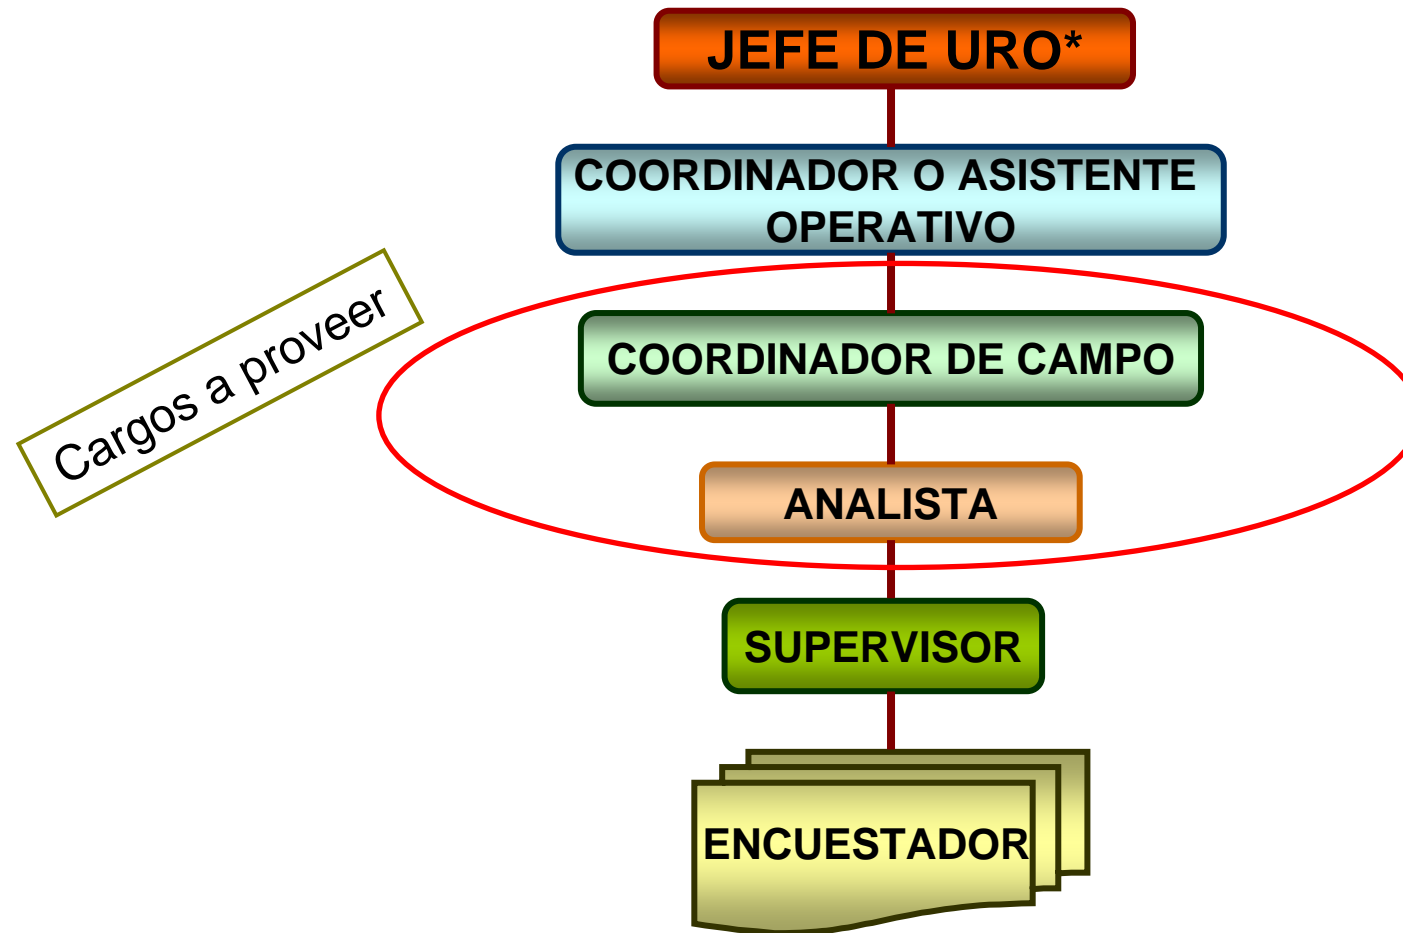 JEFE DE URO*
COORDINADOR O ASISTENTE
OPERATIVO
Cargos a proveer
COORDINADOR DE CAMPO
ANALISTA
SUPERVISOR
ENCUESTADOR